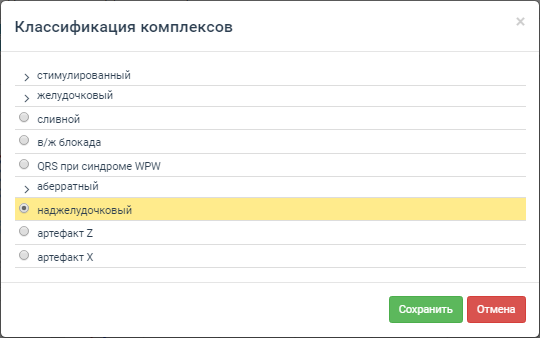 Классификация комплексов
×
стимулированный
желудочковый
сливной
в/ж блокада
QRS при синдроме WPW
аберратный
наджелудочковый
артефакт Z
артефакт X
Сохранить Отмена